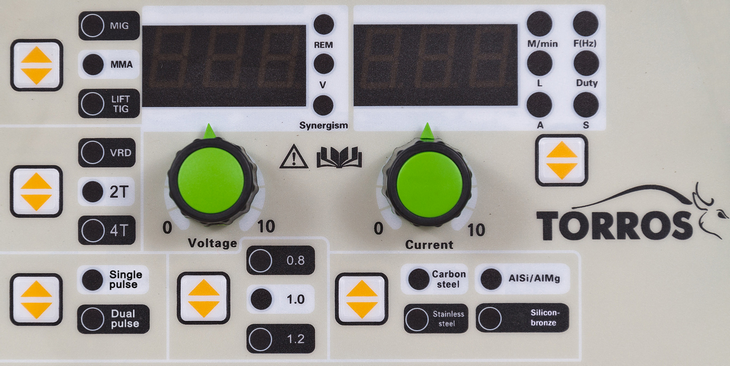 MIG
MMA
LIFT
TIG
REM
V
Synergism
M/min
F(Hz)
L
Duty
A
S
VRD
2T
4T
0
10
Voltage
0
10
Current
TORROS
Single
pulse
Dual
pulse
0.8
1.0
1.2
Carbon
steel
AlSi/AlMg
Stainless
steel
Silicon-
bronze